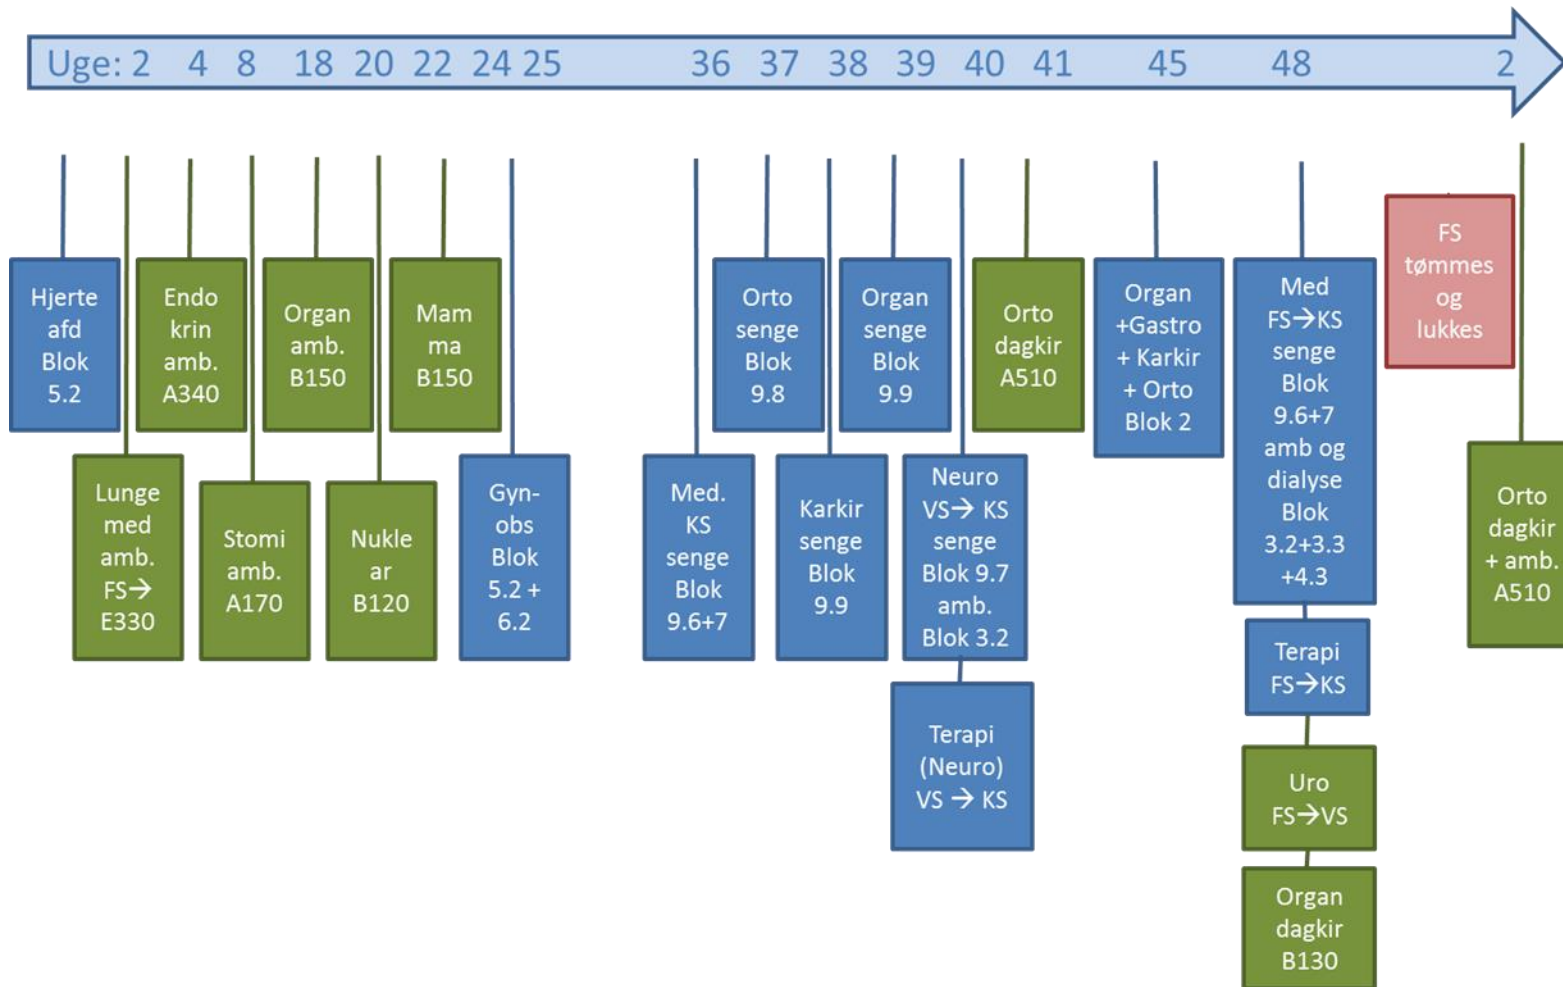 Uge: 2 4 8 18 20 22 24 25 36 37 38 39 40 41 45 48 2
Hjerte
afd
Blok
5.2
Lunge
med
amb.
FS→
E330
Endo
krin
amb.
A340
Stomi
amb.
A170
Organ
amb.
B150
Nukle
ar
B120
Mam
ma
B150
Gyn-
obs
Blok
5.2 +
6.2
Med.
KS
senge
Blok
9.6+7
Orto
senge
Blok
9.8
Karkir
senge
Blok
9.9
Organ
senge
Blok
9.9
Neuro
VS→ KS
senge
Blok 9.7
amb.
Blok 3.2
Terapi
(Neuro)
VS → KS
Orto
dagkir
A510
Organ
+Gastro
+ Karkir
+ Orto
Blok 2
Med
FS→KS
senge
Blok
9.6+7
amb og
dialyse
Blok
3.2+3.3
+4.3
Terapi
FS→KS
Uro
FS→VS
Organ
dagkir
B130
FS
tømmes
og
lukkes
Orto
dagkir
+ amb.
A510